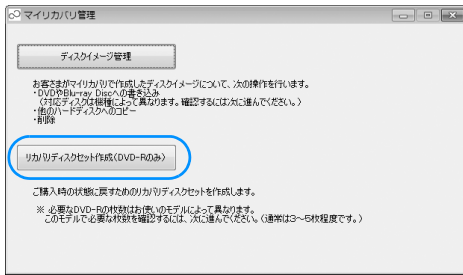 マイリカバリ管理
ディスクイメージ管理
お客さまがマイリカバリで作成したディスクイメージについて、次の操作を行います。
・DVDやBlu-ray Discへの書き込み
（対応ディスクは機種によって異なります。確認するには次に進んでください。）
・他のハードディスクへのコピー
・削除
リカバリディスクセット作成(DVD-Rのみ)
ご購入時の状態に戻すためのリカバリディスクセットを作成します。
※ 必要なDVD-Rの枚数はお使いのモデルによって異なります。
このモデルで必要な枚数を確認するには、次に進んでください。（通常は3～5枚程度です。）